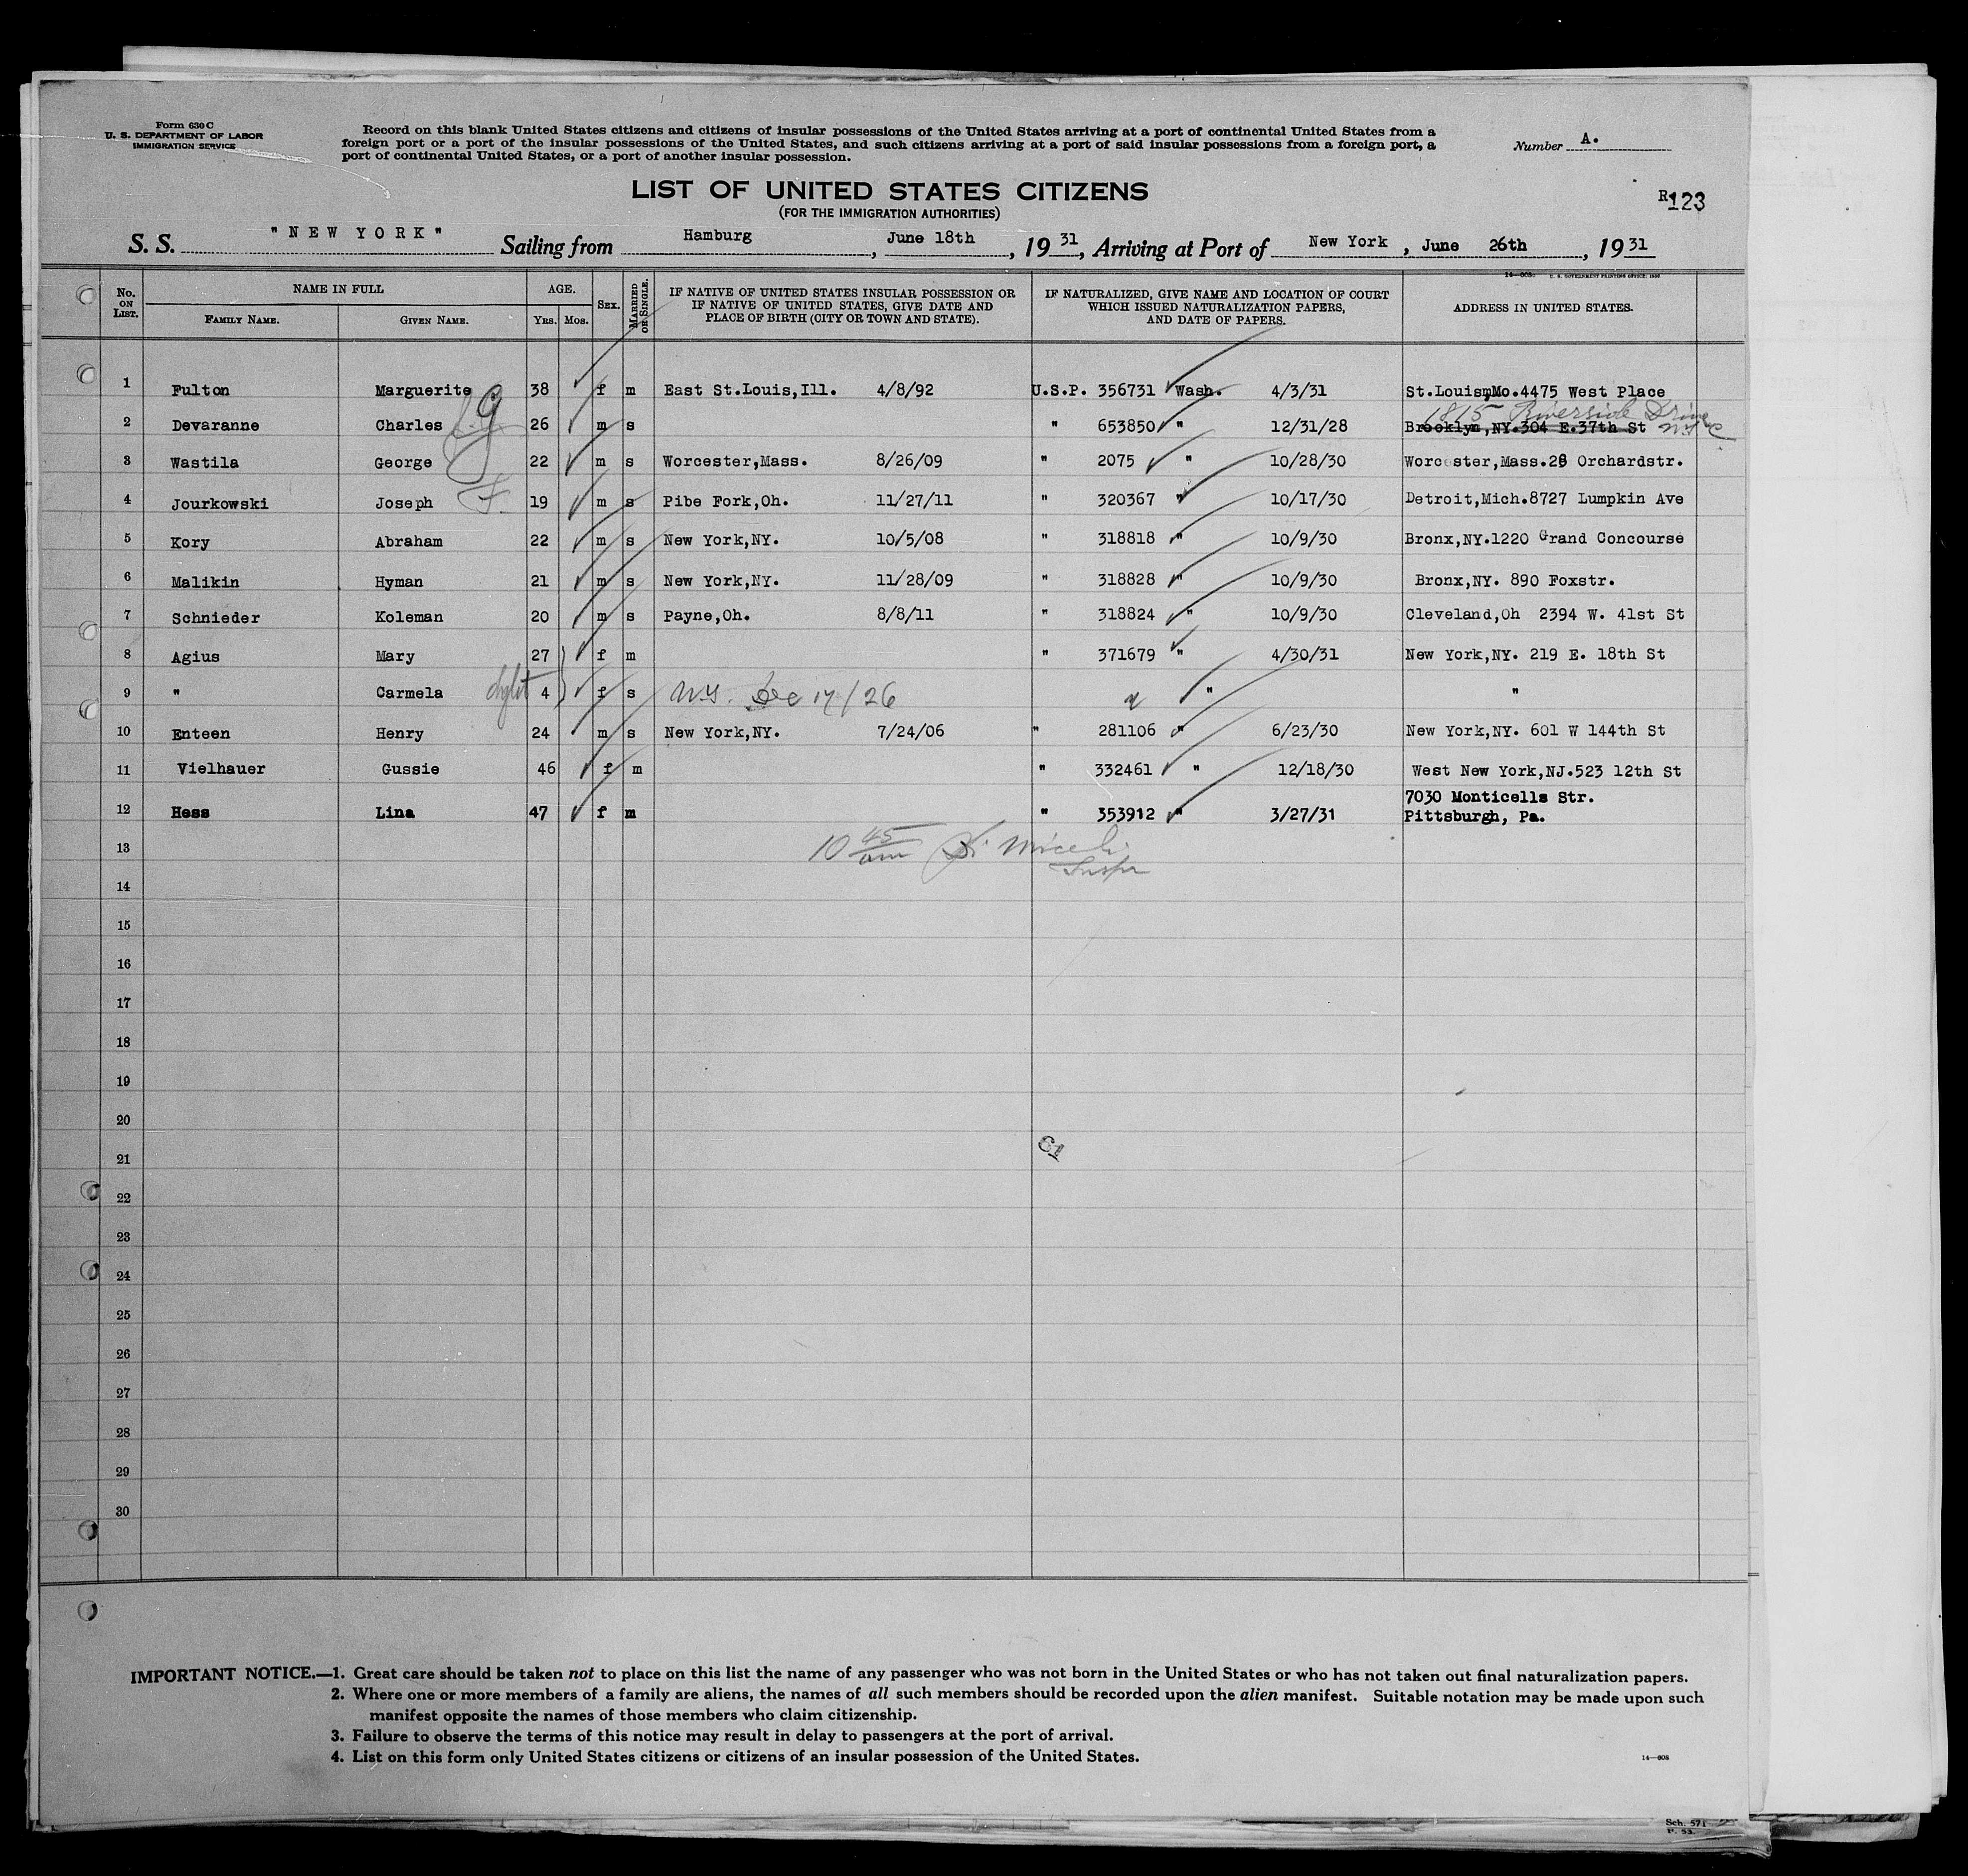 Form 630 C
U. S. DEPARTMENT OF LABOR
IMMIGRATION SERVICE
Record on this blank United States citizens and citizens of insular possessions of the United States arriving at a port of continental United States from a
foreign port or a port of the insular possessions of the United States, and such citizens arriving at a port of said insular possessions from a foreign port, a
port of continental United States, or a port of another insular possession.
Number A.
LIST OF UNITED STATES CITIZENS
(FOR THE IMMIGRATION AUTHORITIES)
R123
S. S. "NEW YORK" Sailing from Hamburg, June 18th, 1931, Arriving at Port of New York, June 26th, 1931
No. ON LIST. NAME IN FULL FAMILY NAME. GIVEN NAME. AGE. YRS. MOS. SEX. MARRIED OR SINGLE. IF NATIVE OF UNITED STATES INSULAR POSSESSION OR IF NATIVE OF UNITED STATES, GIVE DATE AND PLACE OF BIRTH (CITY OR TOWN AND STATE). IF NATURALIZED, GIVE NAME AND LOCATION OF COURT WHICH ISSUED NATURALIZATION PAPERS, AND DATE OF PAPERS. ADDRESS IN UNITED STATES.
1 Fulton Marguerite 38 f m East St.Louis,Ill. 4/8/92 U.S.P. 356731 Wash. 4/3/31 St.Louis,Mo.4475 West Place
1815 Riverside Drive
2 Devaranne Charles 26 m s " 653850 " 12/31/28 Brooklyn,NY.304 E.37th St NYC
3 Wastila George 22 m s Worcester,Mass. 8/26/09 " 2075 " 10/28/30 Worcester,Mass.28 Orchardstr.
4 Jourkowski Joseph 19 m s Pibe Fork,Oh. 11/27/11 " 320367 " 10/17/30 Detroit,Mich.8727 Lumpkin Ave
5 Kory Abraham 22 m s New York,NY. 10/5/08 " 318818 " 10/9/30 Bronx,NY.1220 Grand Concourse
6 Malikin Hyman 21 m s New York,NY. 11/28/09 " 318828 " 10/9/30 Bronx,NY. 890 Foxstr.
7 Schnieder Koleman 20 m s Payne,Oh. 8/8/11 " 318824 " 10/9/30 Cleveland,Oh 2394 W. 41st St
8 Agius Mary 27 f m " 371679 " 4/30/31 New York,NY. 219 E. 18th St
9 " Carmela 4 f s N.Y. Dec 17/26 " "
10 Enteen Henry 24 m s New York,NY. 7/24/06 " 281106 " 6/23/30 New York,NY. 601 W 144th St
11 Vielhauer Gussie 46 f m " 332461 " 12/18/30 West New York,NJ.523 12th St
7030 Monticells Str.
12 Hess Lina 47 f m " 353912 " 3/27/31 Pittsburgh, Pa.
13 10 45 am Di Miceli
Inspr
14
15
16
17
18
19
20
C1
21
22
23
24
25
26
27
28
29
30
IMPORTANT NOTICE.—1. Great care should be taken not to place on this list the name of any passenger who was not born in the United States or who has not taken out final naturalization papers.
2. Where one or more members of a family are aliens, the names of all such members should be recorded upon the alien manifest. Suitable notation may be made upon such
manifest opposite the names of those members who claim citizenship.
3. Failure to observe the terms of this notice may result in delay to passengers at the port of arrival.
4. List on this form only United States citizens or citizens of an insular possession of the United States.
14—608
Sch. 571